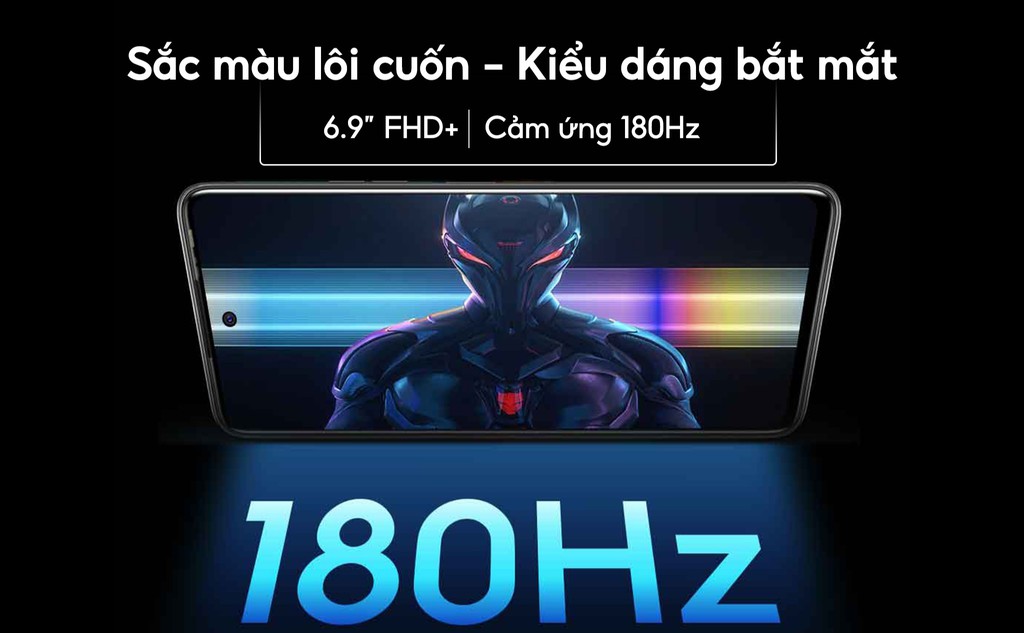 Sắc màu lôi cuốn - Kiểu dáng bắt mắt
6.9" FHD+ | Cảm ứng 180Hz
180Hz